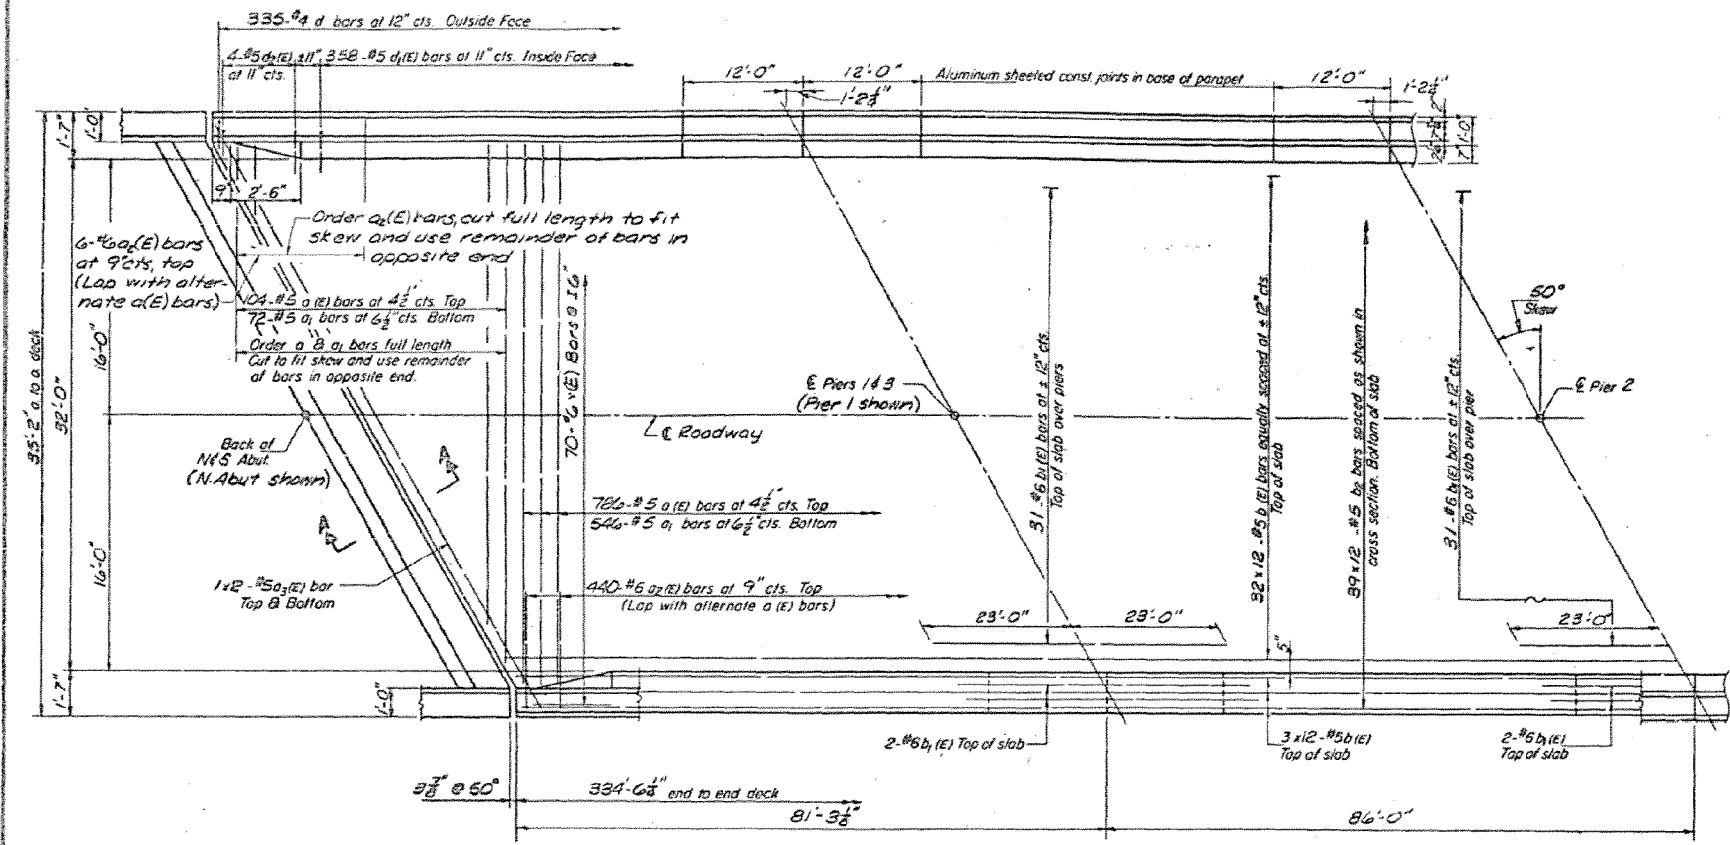 335-#4 d bars at 12" cts. Outside Face
4-#5 d2(E) ±11" 358-#5 d1(E) bars at 11" cts. Inside Face
at 11" cts.
12'-0"
12'-0"
Aluminum sheeted const. joints in base of parapet
12'-0"
1'-2¼"
1'-2¼"
1'-7"
1'-0"
1'-0"
7"
9"
2'-6"
Order a2(E) bars, cut full length to fit
skew and use remainder of bars in
opposite end
6-#6 a2(E) bars
at 9" cts, top
(Lap with alter-
nate a(E) bars)
104-#5 a (E) bars at 4½" cts. Top
72-#5 a1 bars at 6½" cts. Bottom
Order a & a1 bars full length
Cut to fit skew and use remainder
of bars in opposite end.
35'-2" o. to o. deck
32'-0"
16'-0"
16'-0"
70-#6 v(E) Bars @
31-#6 b1(E) bars at ± 12" cts.
Top of slab over piers
32x12-#5 b (E) bars equally spaced at ± 12" cts.
Top of slab
39x12-#5 b2 bars spaced as shown in
cross section. Bottom of slab
31-#6 b1(E) bars at ± 12" cts.
Top of slab over pier
Skew
℄ Piers 1&3
(Pier 1 shown)
℄ Pier 2
℄ Roadway
Back of
N&S Abut.
(N. Abut shown)
A
A
786-#5 a (E) bars at 4½" cts. Top
546-#5 a1 bars at 6½" cts. Bottom
1x12-#5 a3(E) bar
Top & Bottom
440-#6 a2(E) bars at 9" cts. Top
(Lap with alternate a (E) bars)
23'-0"
23'-0"
23'-0"
5"
1'-7"
1'-0"
2-#6 b1 (E) Top of slab
3x12-#5 b(E)
Top of slab
2-#6 b1(E)
Top of slab
334'-6¼" end to end deck
81'-3⅛"
86'-0"